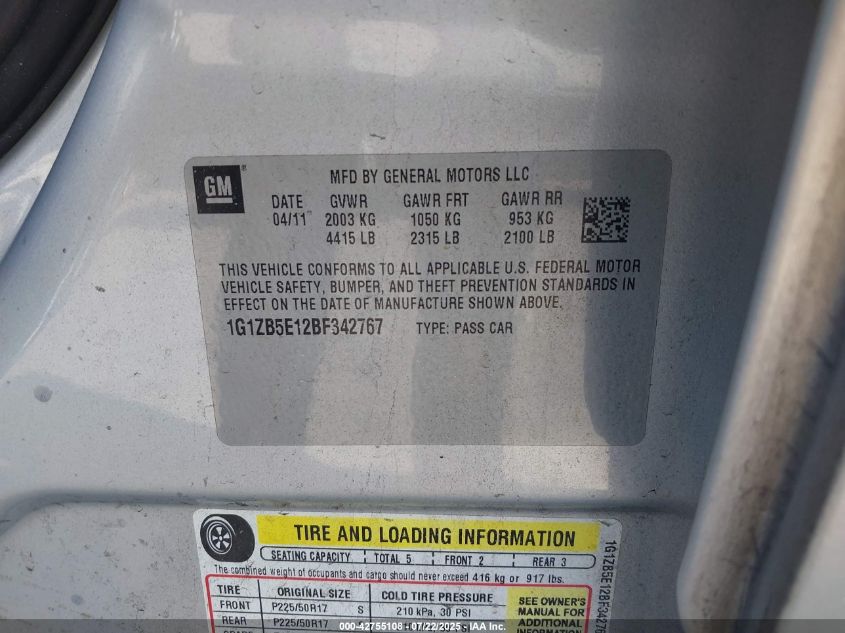 GM
MFD BY GENERAL MOTORS LLC
DATE GVWR GAWR FRT GAWR RR
04/11 2003 KG 1050 KG 953 KG
4415 LB 2315 LB 2100 LB
THIS VEHICLE CONFORMS TO ALL APPLICABLE U.S. FEDERAL MOTOR
VEHICLE SAFETY, BUMPER, AND THEFT PREVENTION STANDARDS IN
EFFECT ON THE DATE OF MANUFACTURE SHOWN ABOVE.
1G1ZB5E12BF342767 TYPE: PASS CAR
TIRE AND LOADING INFORMATION
SEATING CAPACITY TOTAL 5 FRONT 2 REAR 3
The combined weight of occupants and cargo should never exceed 416 kg or 917 lbs.
TIRE ORIGINAL SIZE COLD TIRE PRESSURE
FRONT P225/50R17 S 210 kPa, 30 PSI
REAR P225/50R17
SEE OWNER'S
MANUAL FOR
ADDITIONAL
INFORMATION
1G1ZB5E12BF342767
000-42755108 - 07/22/2025 - IAA Inc.